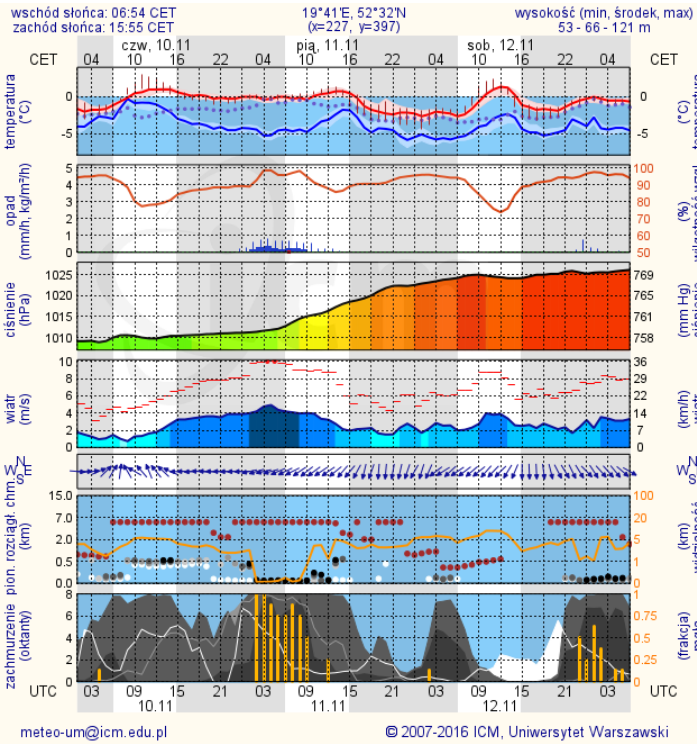 wschód słońca: 06:54 CET
zachód słońca: 15:55 CET
19°41'E, 52°32'N
(x=227, y=397)
wysokość (min, środek, max)
53 - 66 - 121 m
czw, 10.11 pią, 11.11 sob, 12.11
CET 04 10 16 22 04 10 16 22 04 10 16 22 04 CET
temperatura
(°C)
0
-5
0
-5
(°C)
opad
(mm/h, kg/m²/h)
5
4
3
2
1
0
100
90
80
70
60
50
(%)
ciśnienie
(hPa)
1025
1020
1015
1010
769
765
761
758
(mm Hg)
ciśnienie
wiatr
(m/s)
10
8
6
4
2
0
36
29
22
14
7
0
(km/h)
wiatr
N
W E
S
N
W
S
pion. rozciągł. chm.
(km)
15.0
7.0
2.0
0.5
0.0
100
20
5
1
0
(km)
zachmurzenie
(oktanty)
8
6
4
2
0
1
0.75
0.5
0.25
0
(frakcja)
UTC 03 09 15 21 03 09 15 21 03 09 15 21 03 UTC
10.11 11.11 12.11
meteo-um@icm.edu.pl
© 2007-2016 ICM, Uniwersytet Warszawski